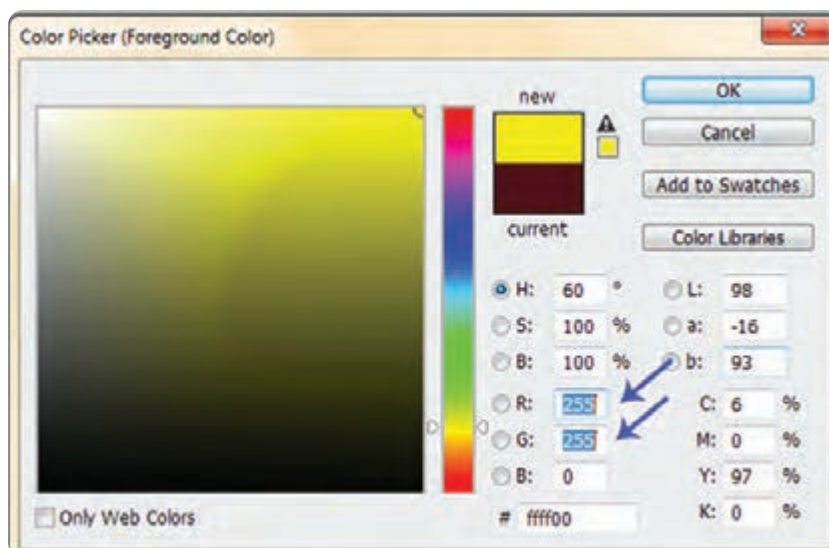 Color Picker (Foreground Color)
new
current
OK
Cancel
Add to Swatches
Color Libraries
H: 60 °
S: 100 %
B: 100 %
R: 255
G: 255
B: 0
# ffff00
L: 98
a: -16
b: 93
C: 6 %
M: 0 %
Y: 97 %
K: 0 %
Only Web Colors